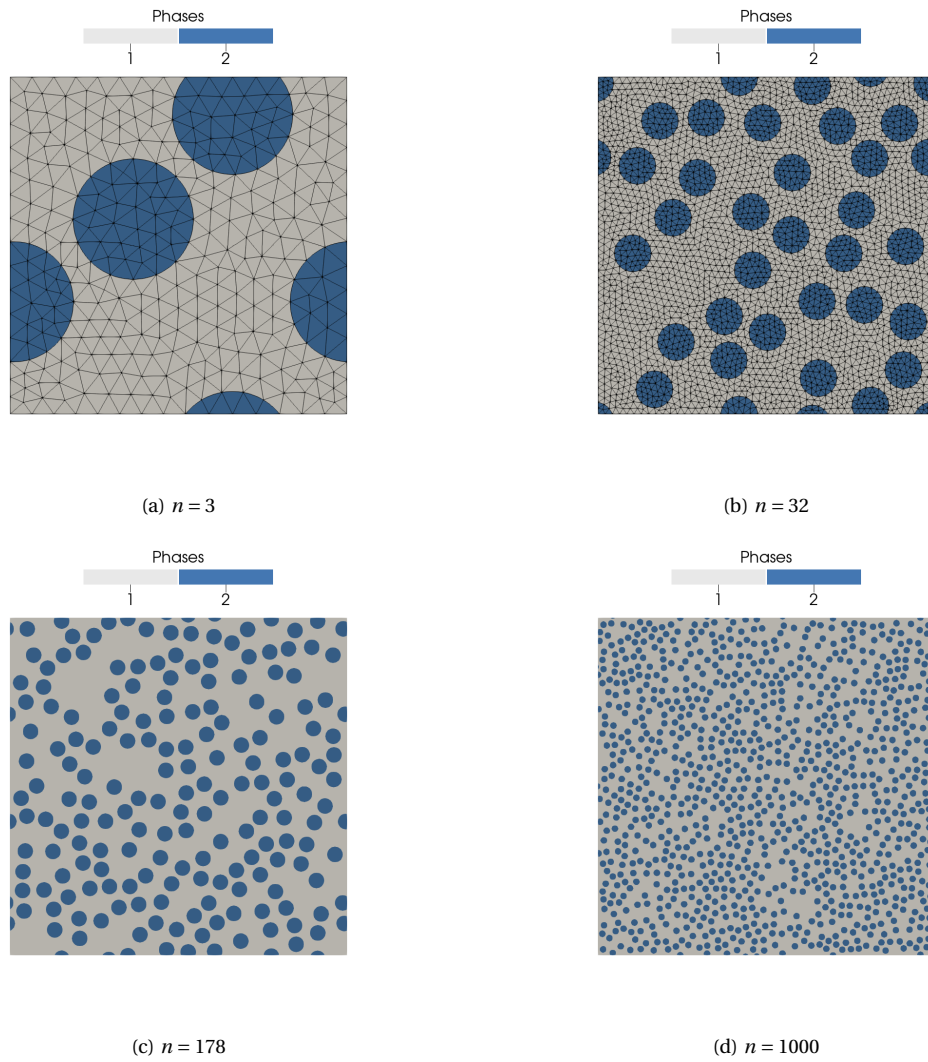 Phases Phases
1 2 1 2
(a) n = 3 (b) n = 32
Phases Phases
1 2 1 2
(c) n = 178 (d) n = 1000